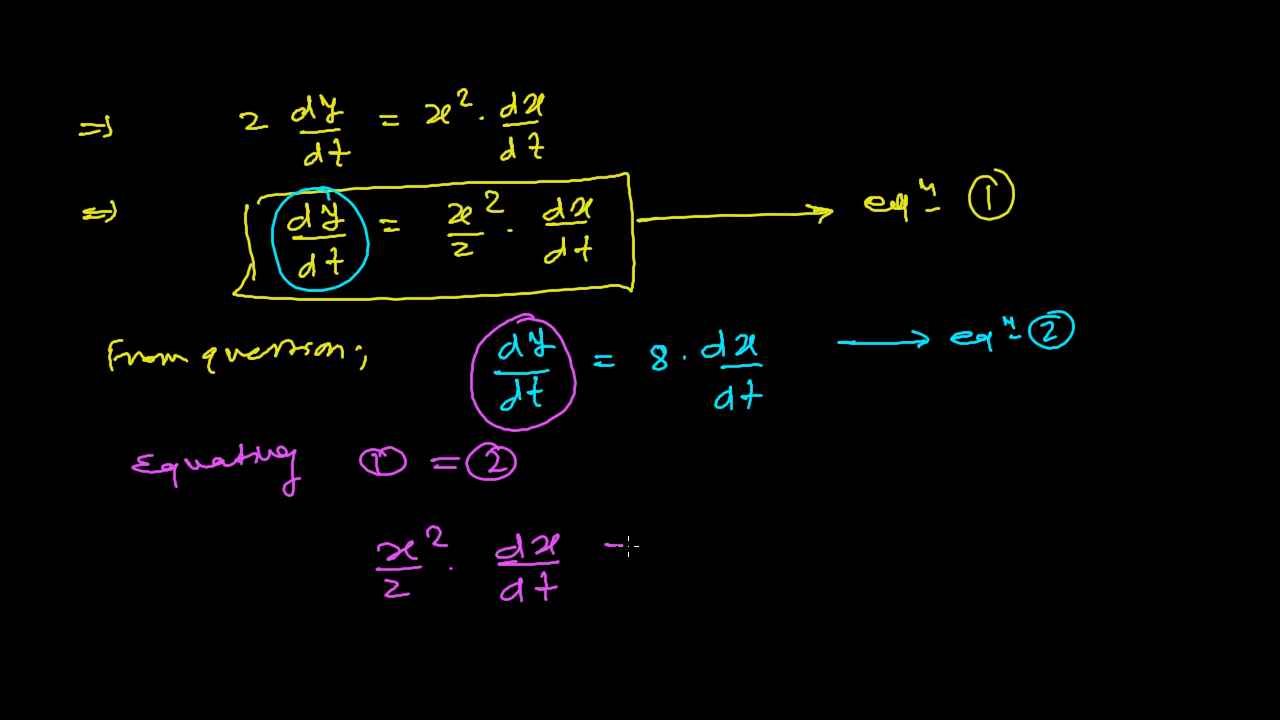 ⇒ 2 dy/dt = x² · dx/dt
⇒ dy/dt = x²/2 · dx/dt → eqⁿ ①
From question; dy/dt = 8 · dx/dt → eqⁿ ②
Equating ① = ②
x²/2 · dx/dt -